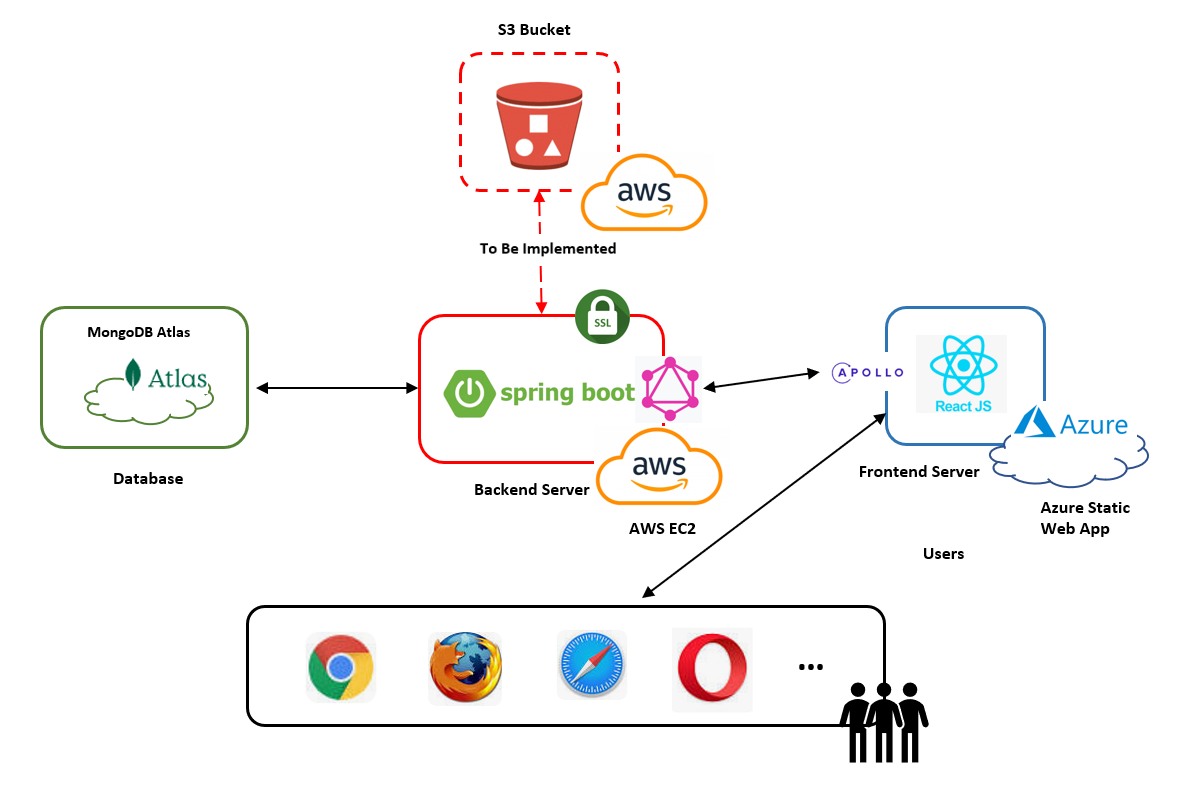 S3 Bucket
aws
To Be Implemented
SSL
MongoDB Atlas
Atlas
Database
spring boot
aws
Backend Server
AWS EC2
APOLLO
React JS
Azure
Frontend Server
Azure Static
Web App
Users
...